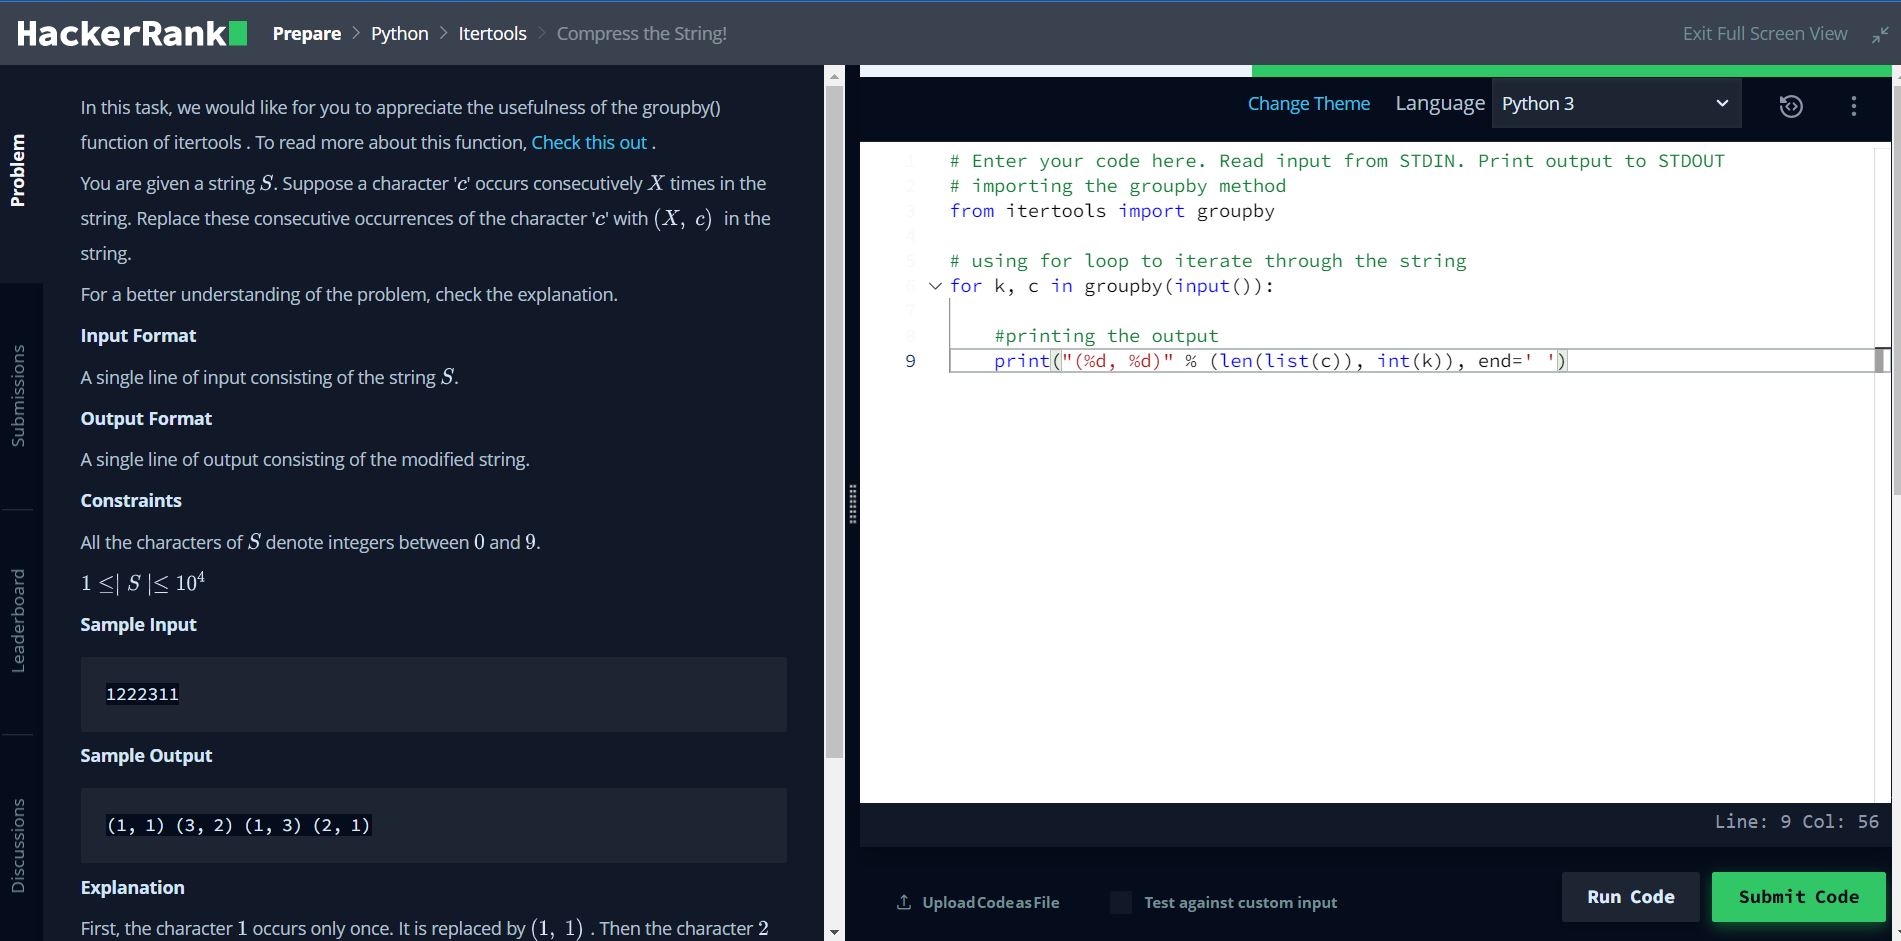 HackerRank Prepare > Python > Itertools > Compress the String! Exit Full Screen View
Problem
Submissions
Leaderboard
Discussions
In this task, we would like for you to appreciate the usefulness of the groupby()
function of itertools . To read more about this function, Check this out .
You are given a string S. Suppose a character 'c' occurs consecutively X times in the
string. Replace these consecutive occurrences of the character 'c' with (X, c) in the
string.
For a better understanding of the problem, check the explanation.
Input Format
A single line of input consisting of the string S.
Output Format
A single line of output consisting of the modified string.
Constraints
All the characters of S denote integers between 0 and 9.
1 ≤| S |≤ 10⁴
Sample Input
1222311
Sample Output
(1, 1) (3, 2) (1, 3) (2, 1)
Explanation
First, the character 1 occurs only once. It is replaced by (1, 1) . Then the character 2
Change Theme Language Python 3
1 # Enter your code here. Read input from STDIN. Print output to STDOUT
2 # importing the groupby method
3 from itertools import groupby
4
5 # using for loop to iterate through the string
6 for k, c in groupby(input()):
7
8 #printing the output
9 print("(%d, %d)" % (len(list(c)), int(k)), end=' ')
Line: 9 Col: 56
Upload Code as File Test against custom input Run Code Submit Code